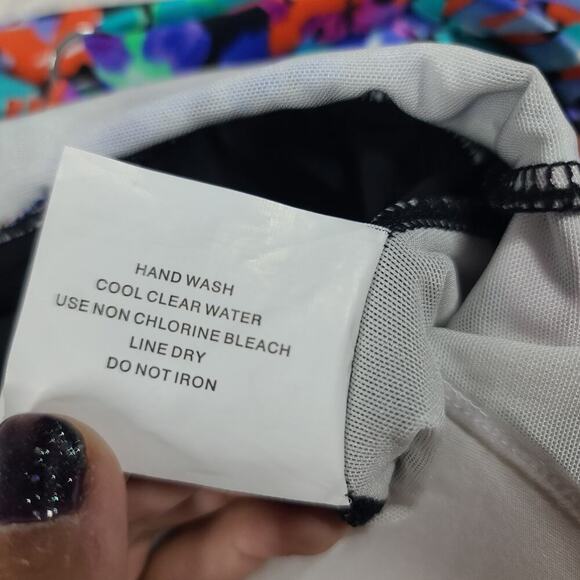 HAND WASH
COOL CLEAR WATER
USE NON CHLORINE BLEACH
LINE DRY
DO NOT IRON